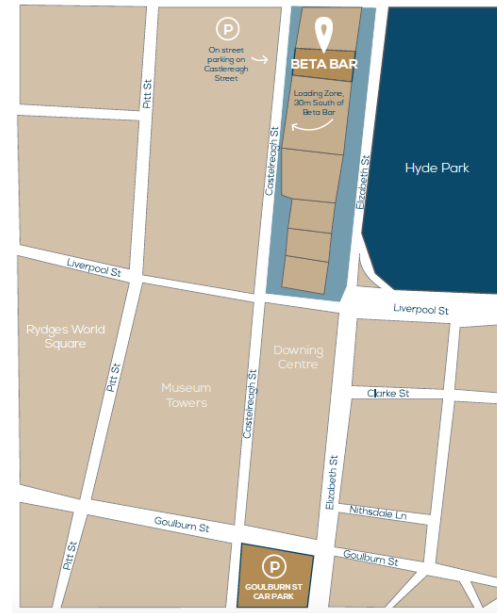 P
On street
parking on
Castlereagh
Street
BETA BAR
Loading Zone,
30m South of
Beta Bar
Pitt St
Castelreagh St
Elizabeth St
Hyde Park
Liverpool St
Liverpool St
Rydges World
Square
Pitt St
Museum
Towers
Castelreagh St
Downing
Centre
Clarke St
Elizabeth St
Nithsdale Ln
Goulburn St
Goulburn St
Pitt St
P
GOULBURN ST
CAR PARK